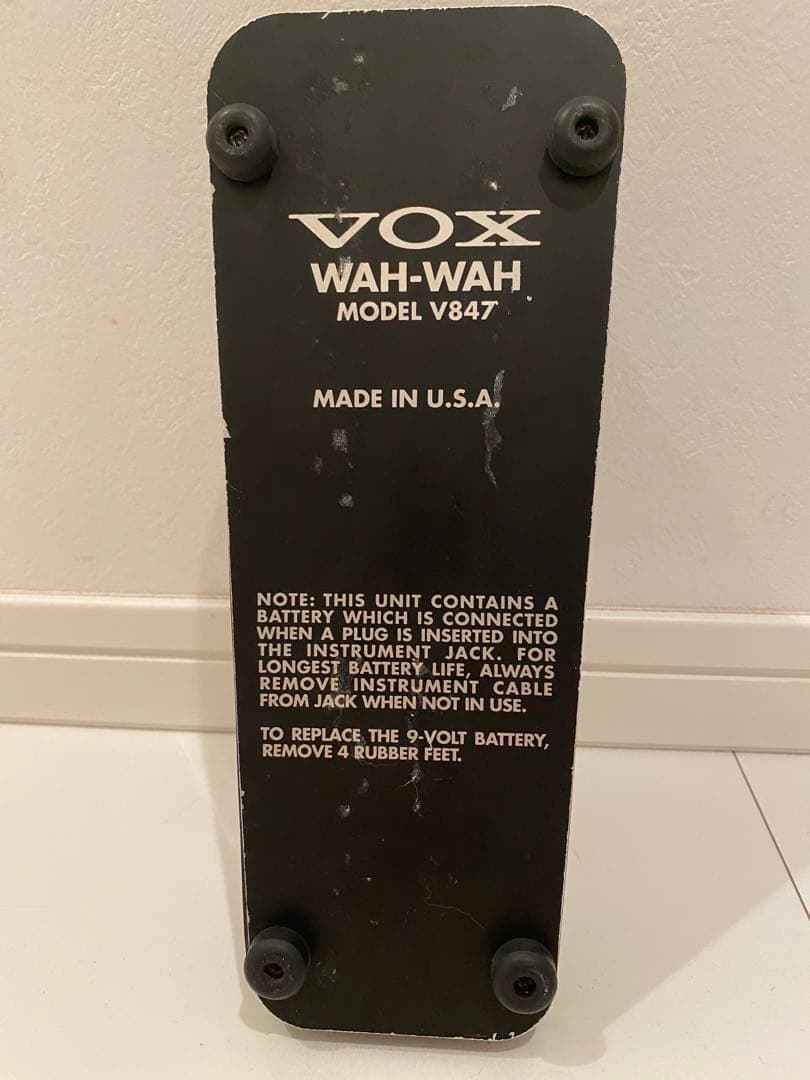 VOX
WAH-WAH
MODEL V847
MADE IN U.S.A.
NOTE: THIS UNIT CONTAINS A
BATTERY WHICH IS CONNECTED
WHEN A PLUG IS INSERTED INTO
THE INSTRUMENT JACK. FOR
LONGEST BATTERY LIFE, ALWAYS
REMOVE INSTRUMENT CABLE
FROM JACK WHEN NOT IN USE.
TO REPLACE THE 9-VOLT BATTERY,
REMOVE 4 RUBBER FEET.